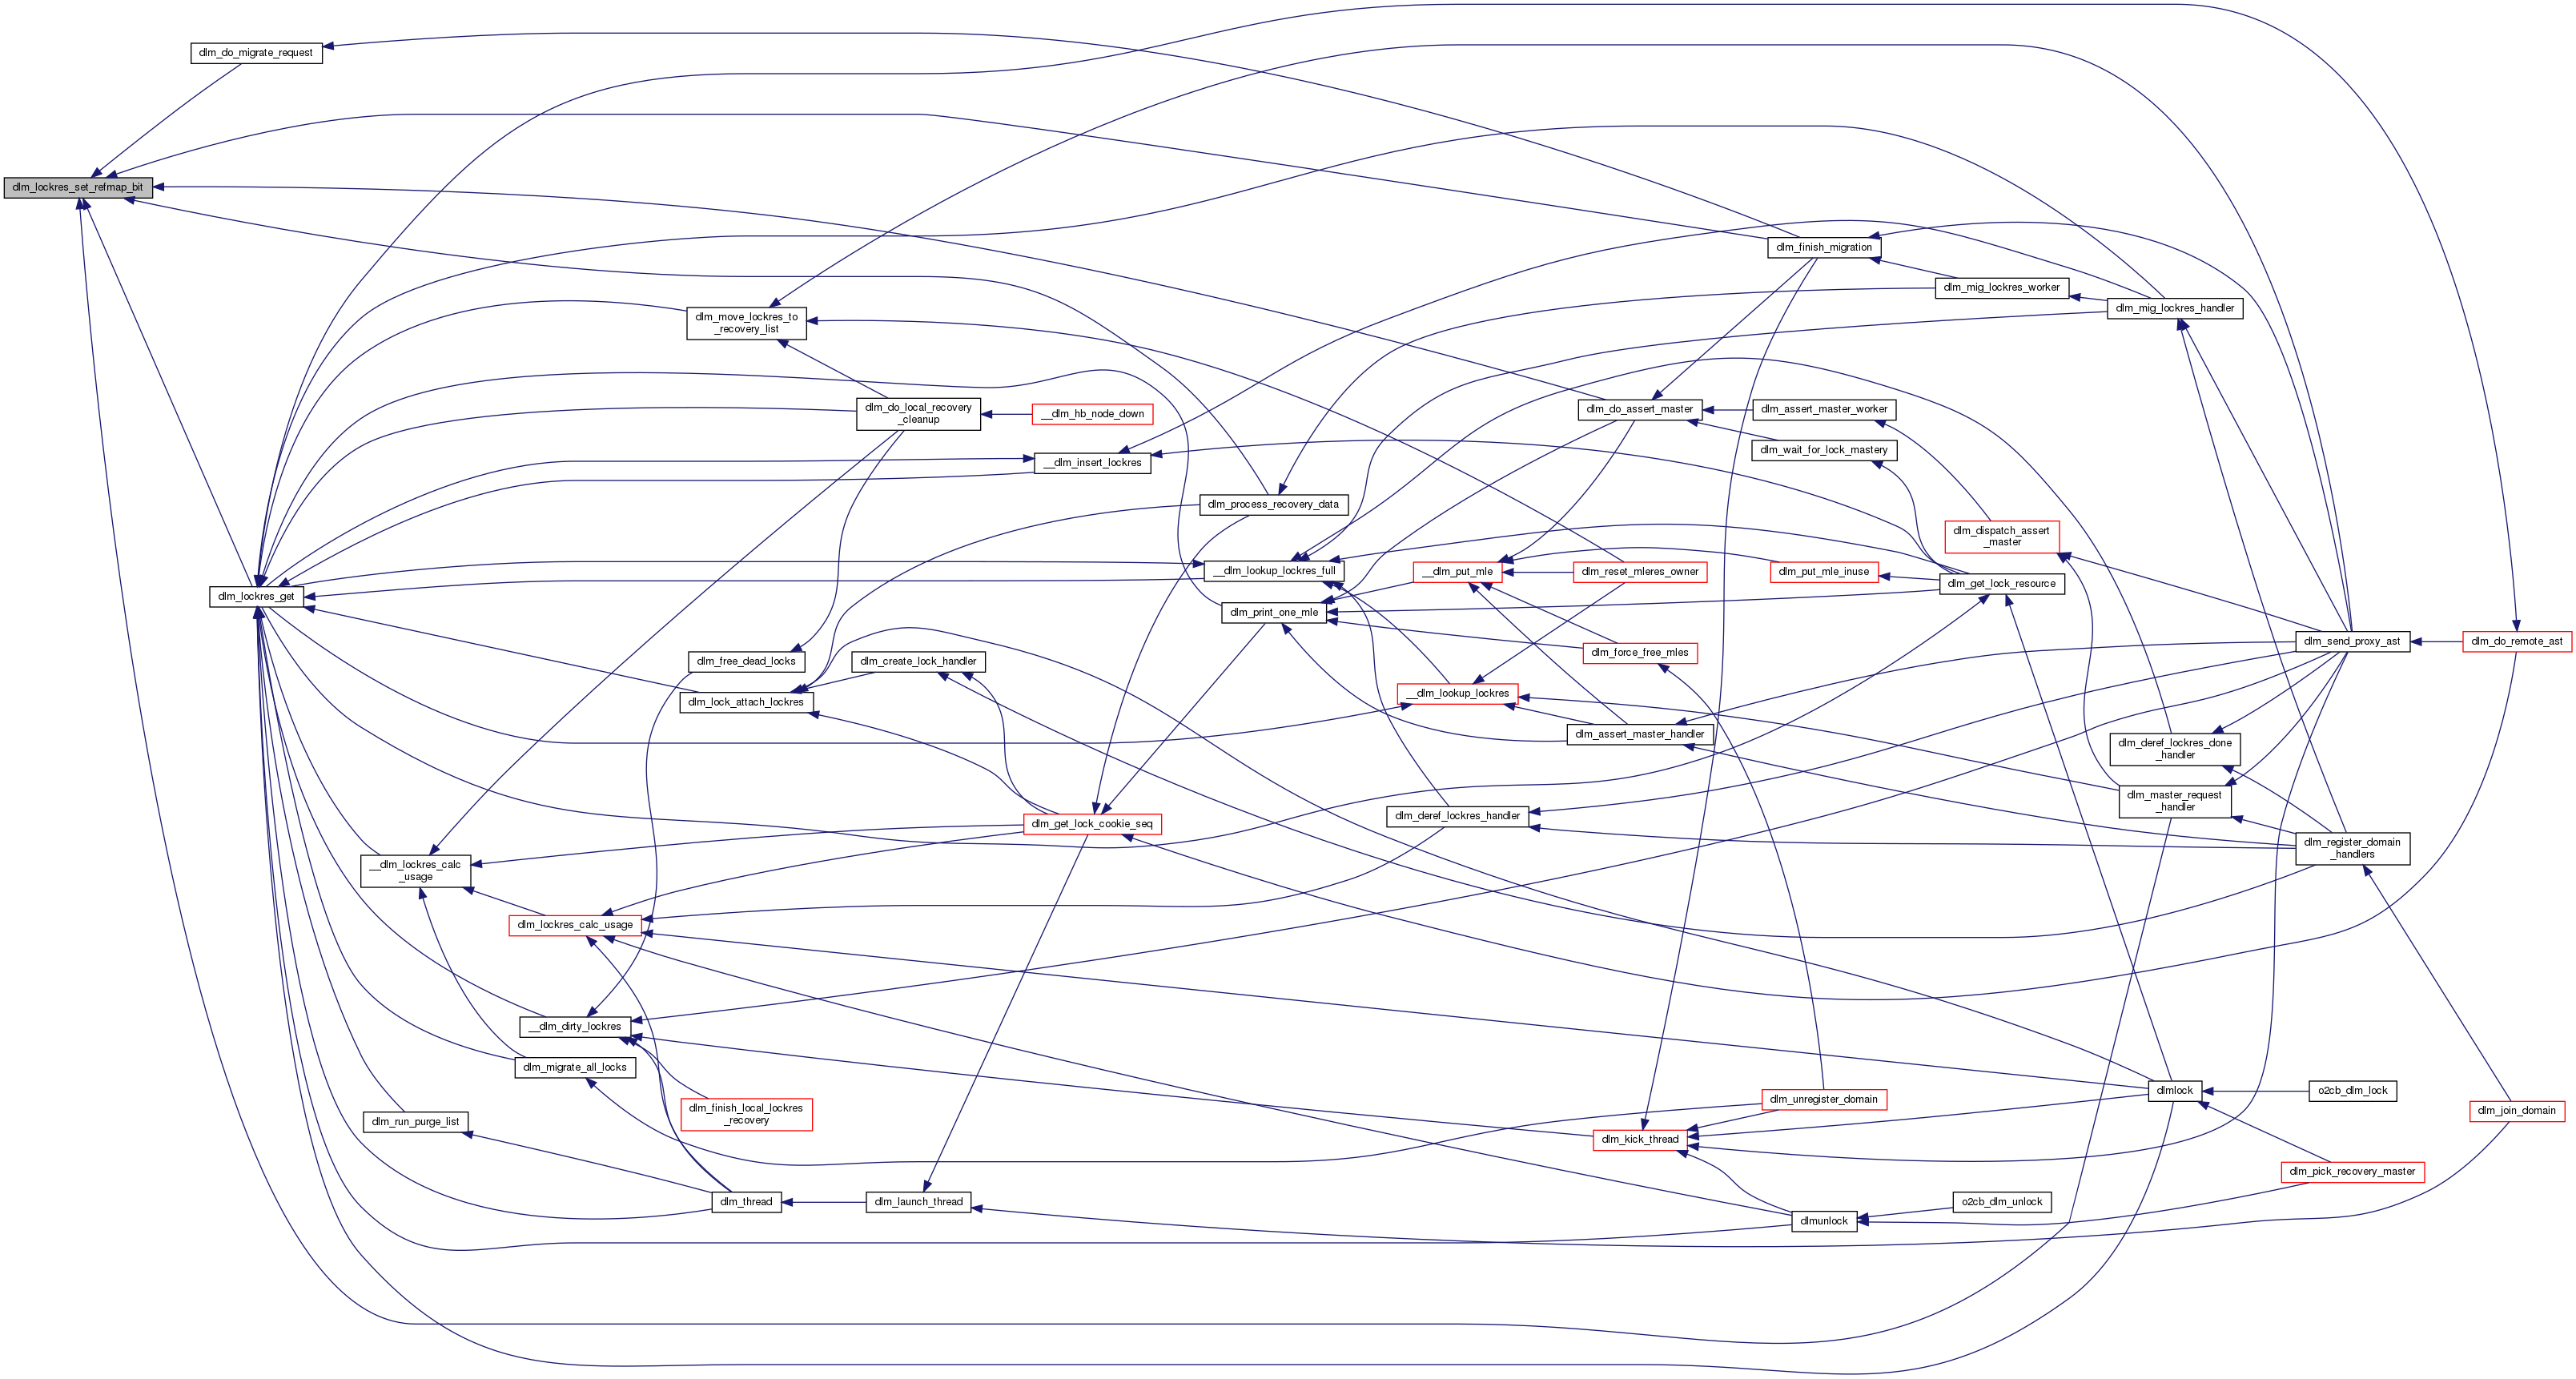 dlm_do_migrate_request
dlm_lockres_set_refmap_bit
dlm_finish_migration
dlm_mig_lockres_worker
dlm_mig_lockres_handler
dlm_move_lockres_to
_recovery_list
dlm_do_local_recovery
_cleanup
__dlm_hb_node_down
dlm_do_assert_master
dlm_assert_master_worker
dlm_wait_for_lock_mastery
__dlm_insert_lockres
dlm_process_recovery_data
dlm_dispatch_assert
_master
__dlm_lookup_lockres_full
__dlm_put_mle
dlm_reset_mleres_owner
dlm_put_mle_inuse
dlm_get_lock_resource
dlm_lockres_get
dlm_print_one_mle
dlm_force_free_mles
dlm_send_proxy_ast
dlm_do_remote_ast
dlm_free_dead_locks
dlm_create_lock_handler
dlm_lock_attach_lockres
__dlm_lookup_lockres
dlm_assert_master_handler
dlm_deref_lockres_done
_handler
dlm_master_request
_handler
dlm_get_lock_cookie_seq
dlm_deref_lockres_handler
dlm_register_domain
_handlers
__dlm_lockres_calc
_usage
dlm_lockres_calc_usage
__dlm_dirty_lockres
dlm_migrate_all_locks
dlm_finish_local_lockres
_recovery
dlm_run_purge_list
dlm_unregister_domain
dlmlock
o2cb_dlm_lock
dlm_join_domain
dlm_kick_thread
dlm_pick_recovery_master
dlm_thread
dlm_launch_thread
o2cb_dlm_unlock
dlmunlock